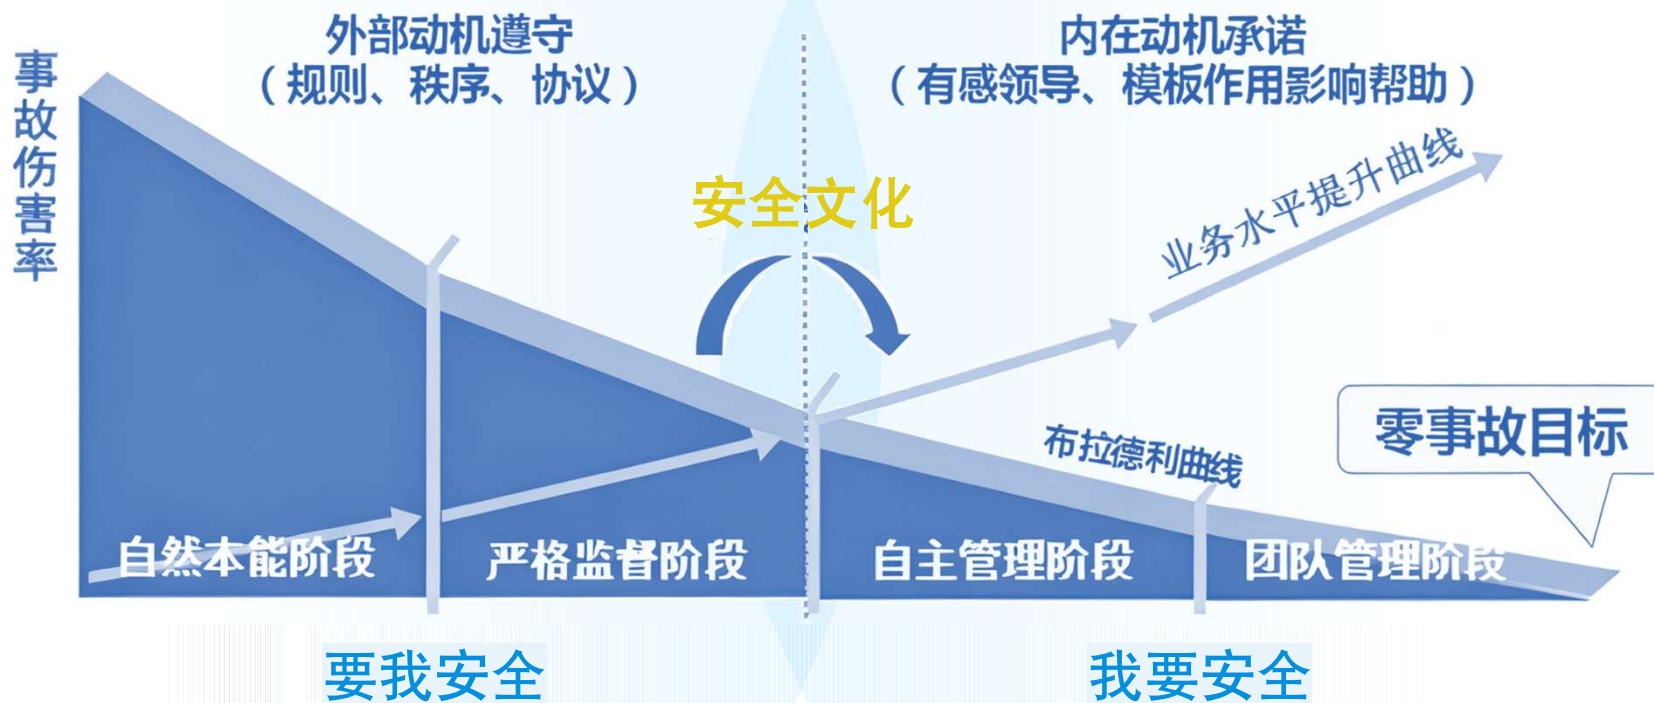 外部动机遵守
（规则、秩序、协议）
内在动机承诺
（有感领导、模板作用影响帮助）
事故伤害率
安全文化
业务水平提升曲线
布拉德利曲线
零事故目标
自然本能阶段
严格监督阶段
自主管理阶段
团队管理阶段
要我安全
我要安全